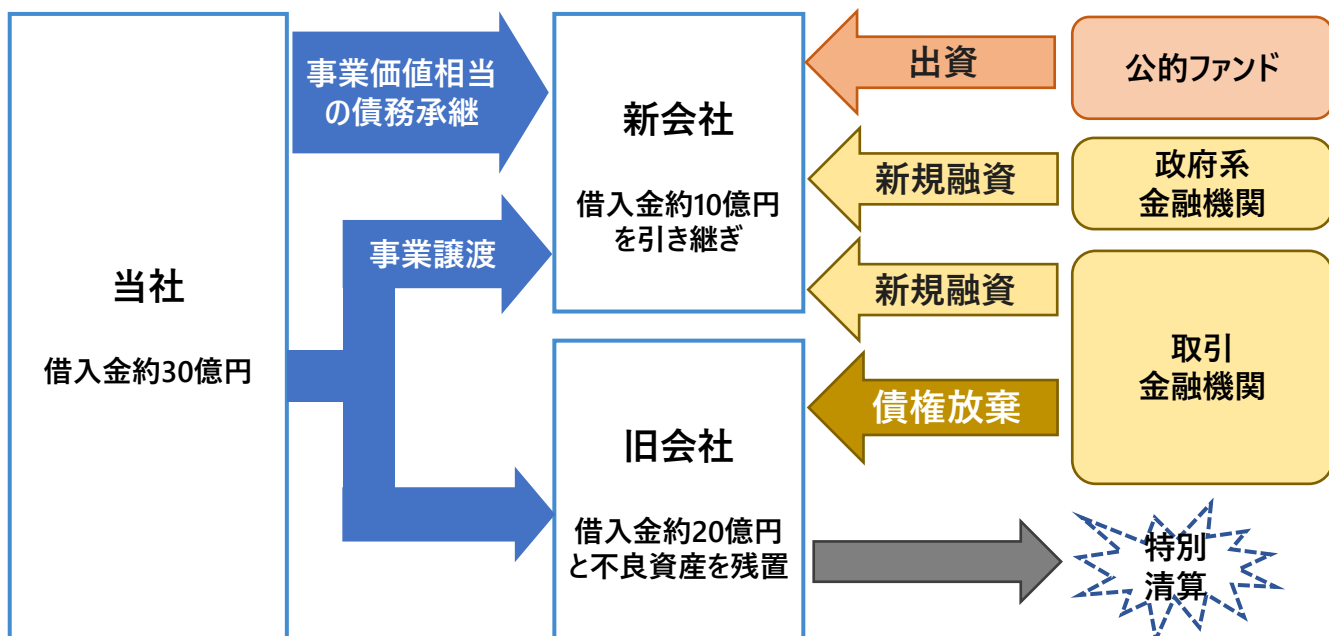 当社
借入金約30億円
事業価値相当
の債務承継
事業譲渡
新会社
借入金約10億円
を引き継ぎ
旧会社
借入金約20億円
と不良資産を残置
出資
新規融資
新規融資
債権放棄
公的ファンド
政府系
金融機関
取引
金融機関
特別
清算